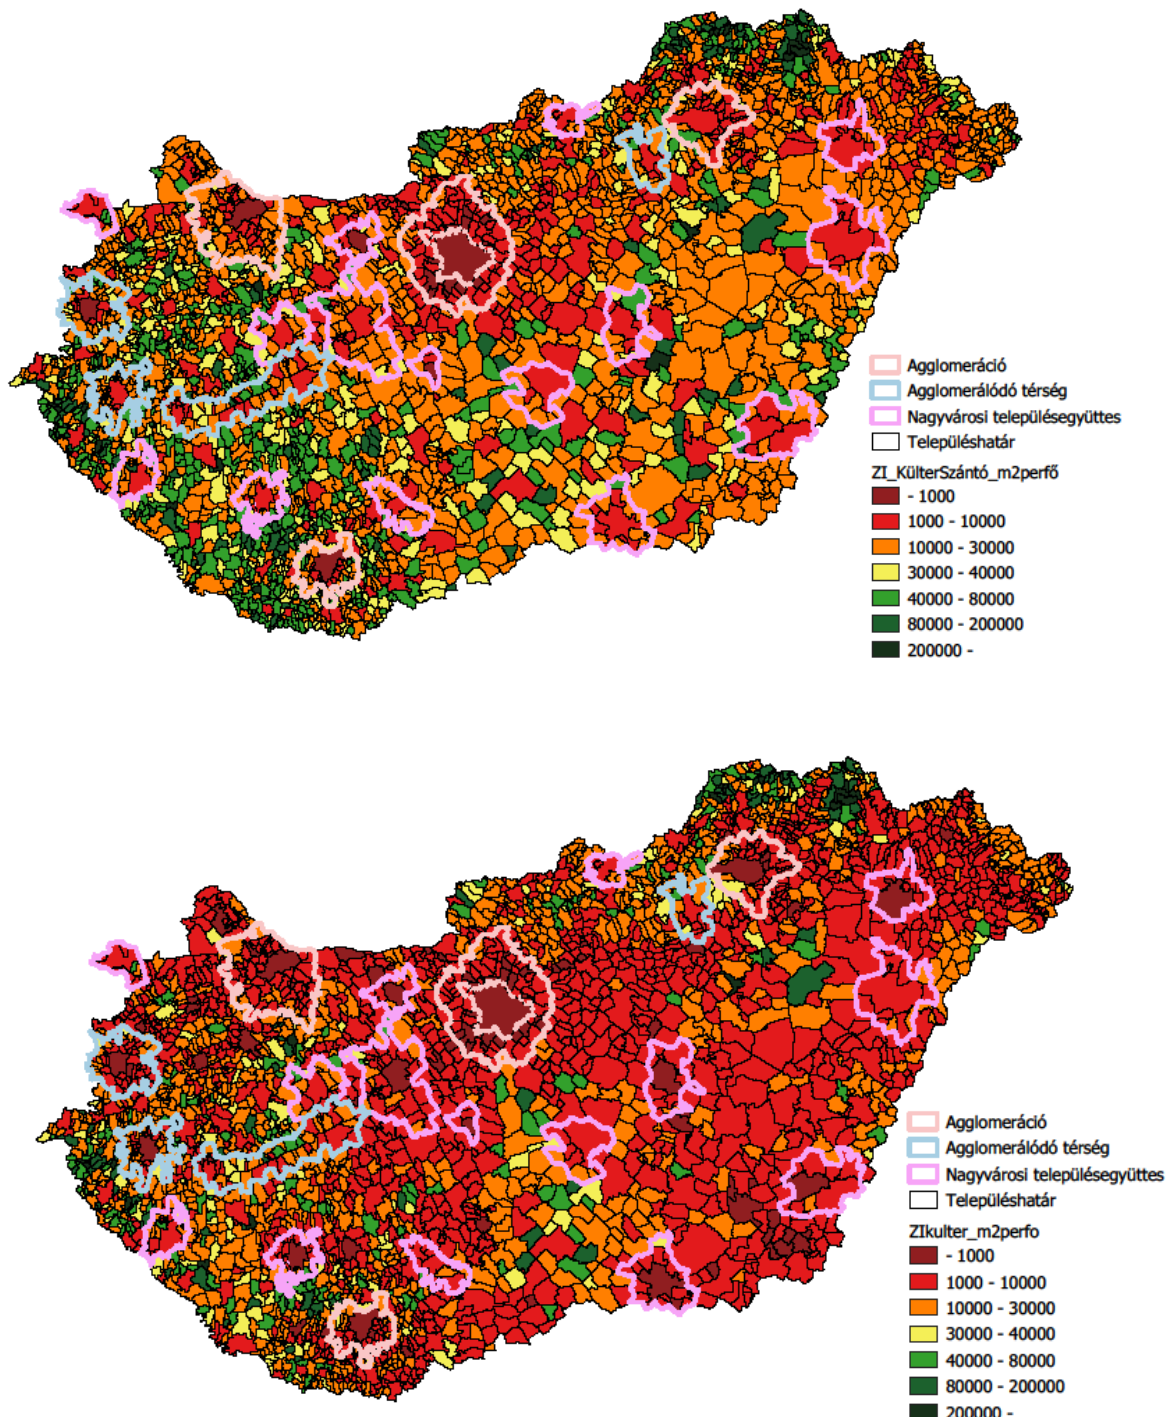 Agglomeráció
Agglomerálódó térség
Nagyvárosi településegyüttes
Településhatár
ZI_KülterSzántó_m2perfő
- 1000
1000 - 10000
10000 - 30000
30000 - 40000
40000 - 80000
80000 - 200000
200000 -
Agglomeráció
Agglomerálódó térség
Nagyvárosi településegyüttes
Településhatár
ZIkulter_m2perfo
- 1000
1000 - 10000
10000 - 30000
30000 - 40000
40000 - 80000
80000 - 200000
200000 -